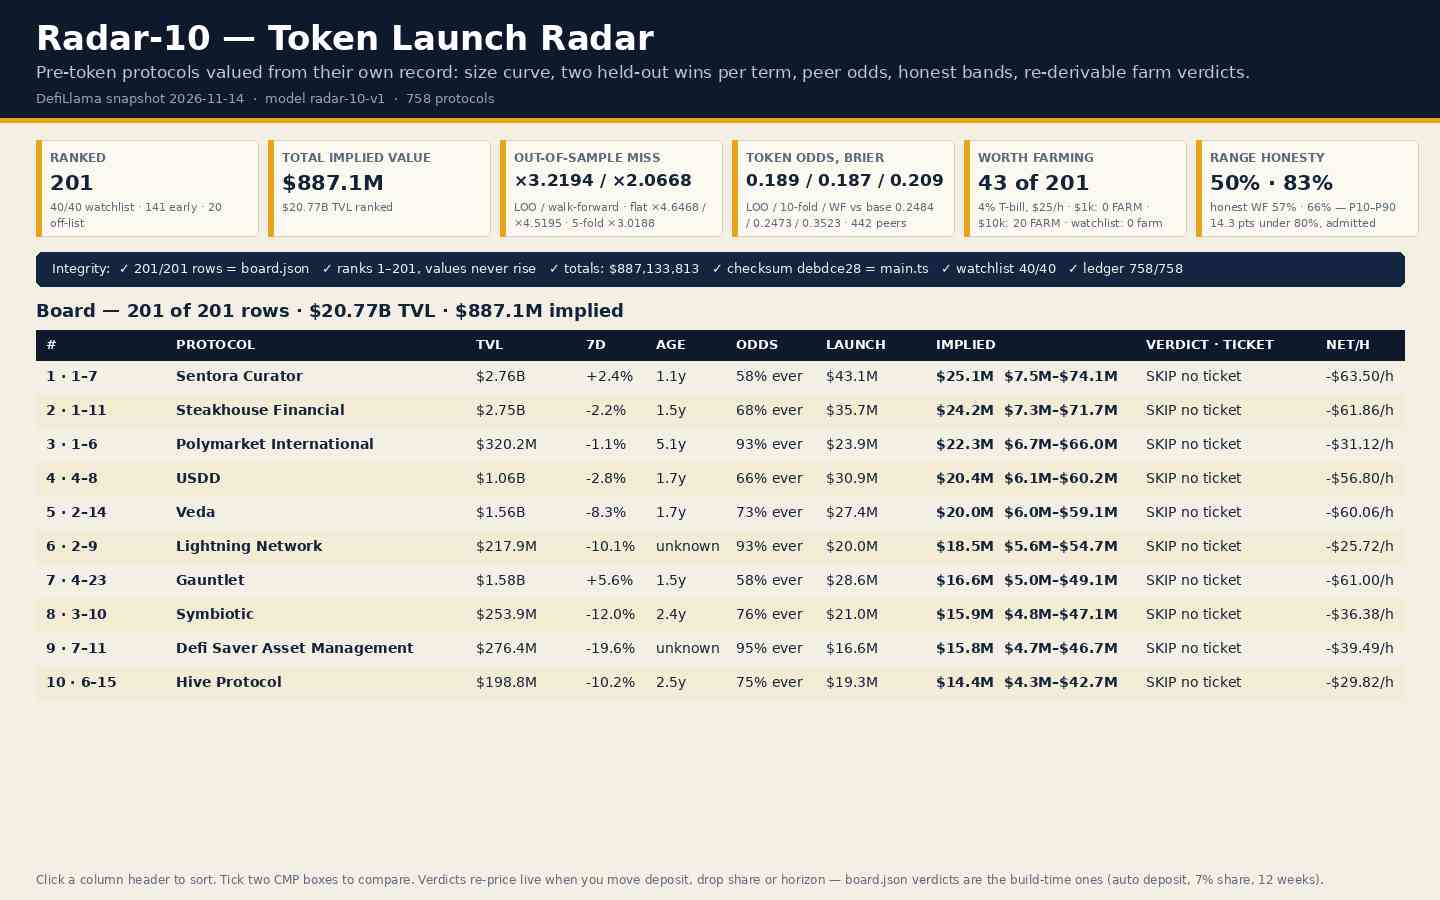 Radar-10 — Token Launch Radar
Pre-token protocols valued from their own record: size curve, two held-out wins per term, peer odds, honest bands, re-derivable farm verdicts.
DefiLlama snapshot 2026-11-14 · model radar-10-v1 · 758 protocols
RANKED
201
40/40 watchlist · 141 early · 20
off-list
TOTAL IMPLIED VALUE
$887.1M
$20.77B TVL ranked
OUT-OF-SAMPLE MISS
×3.2194 / ×2.0668
LOO / walk-forward · flat ×4.6468 /
×4.5195 · 5-fold ×3.0188
TOKEN ODDS, BRIER
0.189 / 0.187 / 0.209
LOO / 10-fold / WF vs base 0.2484
/ 0.2473 / 0.3523 · 442 peers
WORTH FARMING
43 of 201
4% T-bill, $25/h · $1k: 0 FARM ·
$10k: 20 FARM · watchlist: 0 farm
RANGE HONESTY
50% · 83%
honest WF 57% · 66% — P10–P90
14.3 pts under 80%, admitted
Integrity: ✓ 201/201 rows = board.json ✓ ranks 1–201, values never rise ✓ totals: $887,133,813 ✓ checksum debdce28 = main.ts ✓ watchlist 40/40 ✓ ledger 758/758
Board — 201 of 201 rows · $20.77B TVL · $887.1M implied
# PROTOCOL TVL 7D AGE ODDS LAUNCH IMPLIED VERDICT · TICKET NET/H
1 · 1–7 Sentora Curator $2.76B +2.4% 1.1y 58% ever $43.1M $25.1M $7.5M–$74.1M SKIP no ticket -$63.50/h
2 · 1–11 Steakhouse Financial $2.75B -2.2% 1.5y 68% ever $35.7M $24.2M $7.3M–$71.7M SKIP no ticket -$61.86/h
3 · 1–6 Polymarket International $320.2M -1.1% 5.1y 93% ever $23.9M $22.3M $6.7M–$66.0M SKIP no ticket -$31.12/h
4 · 4–8 USDD $1.06B -2.8% 1.7y 66% ever $30.9M $20.4M $6.1M–$60.2M SKIP no ticket -$56.80/h
5 · 2–14 Veda $1.56B -8.3% 1.7y 73% ever $27.4M $20.0M $6.0M–$59.1M SKIP no ticket -$60.06/h
6 · 2–9 Lightning Network $217.9M -10.1% unknown 93% ever $20.0M $18.5M $5.6M–$54.7M SKIP no ticket -$25.72/h
7 · 4–23 Gauntlet $1.58B +5.6% 1.5y 58% ever $28.6M $16.6M $5.0M–$49.1M SKIP no ticket -$61.00/h
8 · 3–10 Symbiotic $253.9M -12.0% 2.4y 76% ever $21.0M $15.9M $4.8M–$47.1M SKIP no ticket -$36.38/h
9 · 7–11 Defi Saver Asset Management $276.4M -19.6% unknown 95% ever $16.6M $15.8M $4.7M–$46.7M SKIP no ticket -$39.49/h
10 · 6–15 Hive Protocol $198.8M -10.2% 2.5y 75% ever $19.3M $14.4M $4.3M–$42.7M SKIP no ticket -$29.82/h
Click a column header to sort. Tick two CMP boxes to compare. Verdicts re-price live when you move deposit, drop share or horizon — board.json verdicts are the build-time ones (auto deposit, 7% share, 12 weeks).